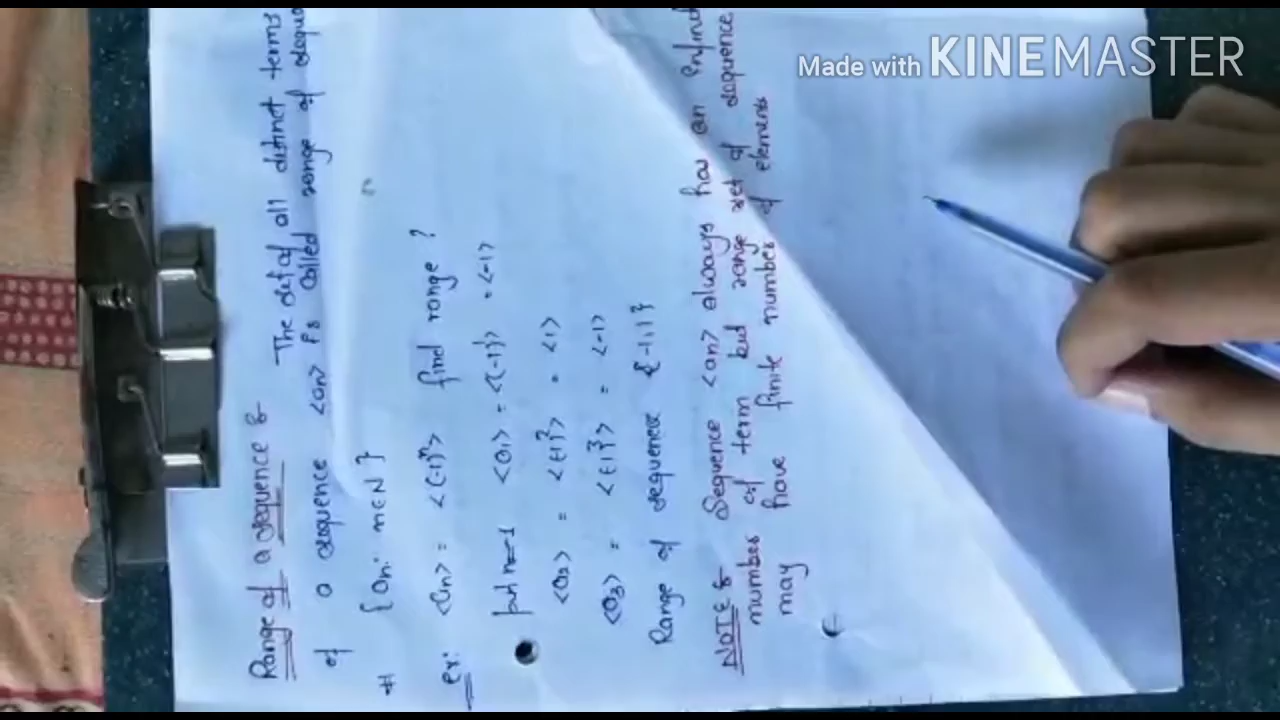 Range of a sequence :- The set of all distinct terms
of a sequence <an> is called range of sequ
# {an: n∈N}
Ex: <an> = <(-1)^n> find range ?
put n=1 <a1> = <(-1)^1> = <-1>
<a2> = <(-1)^2> = <1>
<a3> = <(-1)^3> = <-1>
Range of sequence {-1,1}
NOTE :- Sequence <an> always has an infinit
number of term but range set of sequence
may have finite number of elements
Made with KINEMASTER